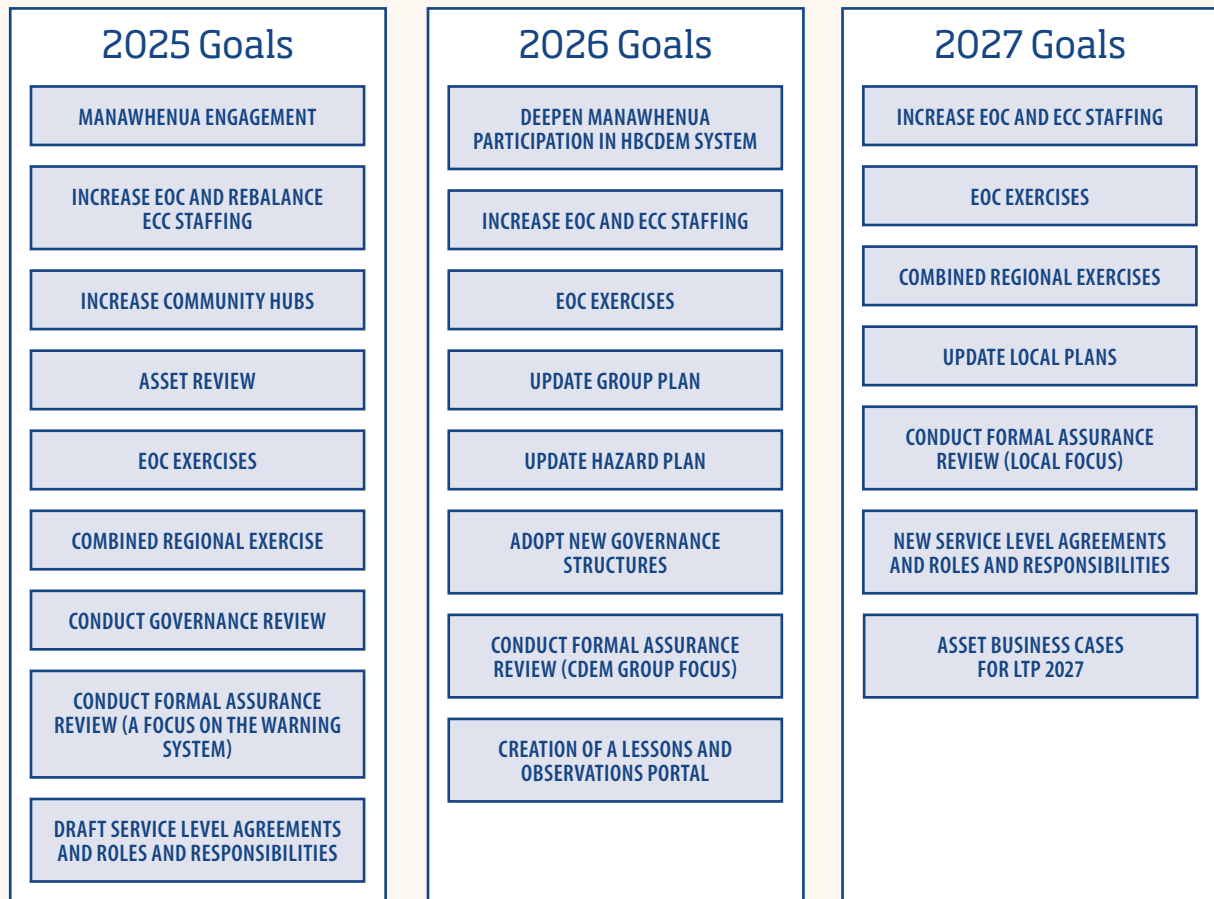 2025 Goals
MANAWHENUA ENGAGEMENT
INCREASE EOC AND REBALANCE
ECC STAFFING
INCREASE COMMUNITY HUBS
ASSET REVIEW
EOC EXERCISES
COMBINED REGIONAL EXERCISE
CONDUCT GOVERNANCE REVIEW
CONDUCT FORMAL ASSURANCE
REVIEW (A FOCUS ON THE WARNING
SYSTEM)
DRAFT SERVICE LEVEL AGREEMENTS
AND ROLES AND RESPONSIBILITIES
2026 Goals
DEEPEN MANAWHENUA
PARTICIPATION IN HBCDEM SYSTEM
INCREASE EOC AND ECC STAFFING
EOC EXERCISES
UPDATE GROUP PLAN
UPDATE HAZARD PLAN
ADOPT NEW GOVERNANCE
STRUCTURES
CONDUCT FORMAL ASSURANCE
REVIEW (CDEM GROUP FOCUS)
CREATION OF A LESSONS AND
OBSERVATIONS PORTAL
2027 Goals
INCREASE EOC AND ECC STAFFING
EOC EXERCISES
COMBINED REGIONAL EXERCISES
UPDATE LOCAL PLANS
CONDUCT FORMAL ASSURANCE
REVIEW (LOCAL FOCUS)
NEW SERVICE LEVEL AGREEMENTS
AND ROLES AND RESPONSIBILITIES
ASSET BUSINESS CASES
FOR LTP 2027